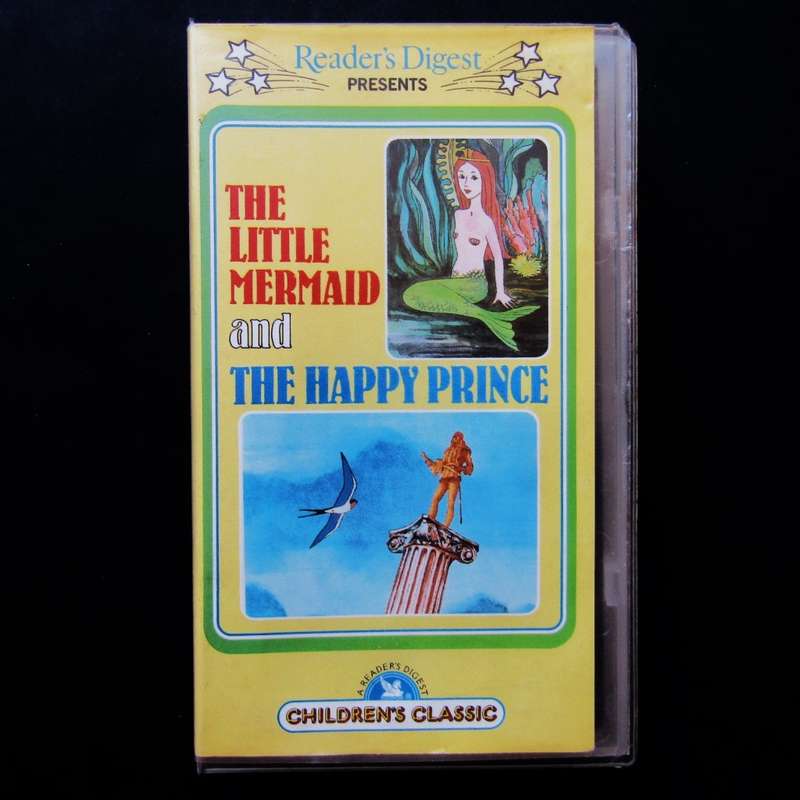 Reader's Digest
PRESENTS
THE
LITTLE
MERMAID
and
THE HAPPY PRINCE
A READER'S DIGEST
CHILDREN'S CLASSIC